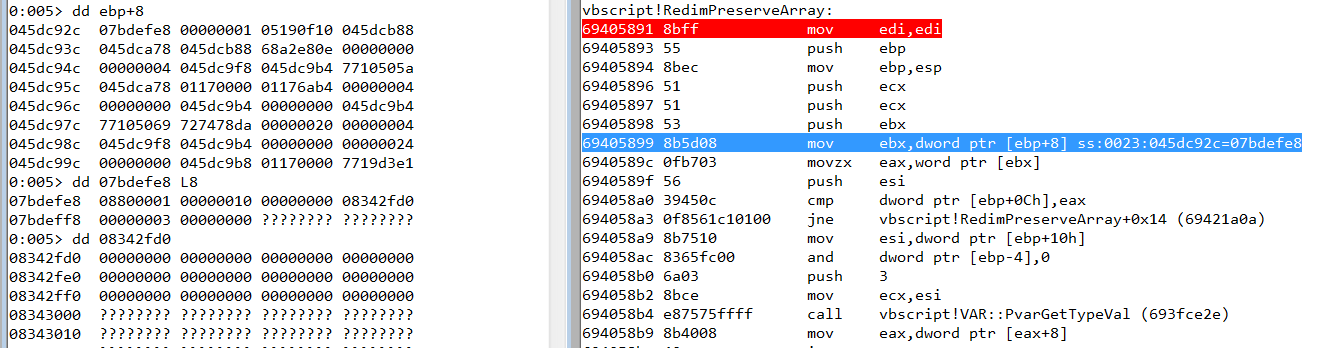 0:005> dd ebp+8
045dc92c  07bdefe8 00000001 05190f10 045dcb88
045dc93c  045dca78 045dcb88 68a2e80e 00000000
045dc94c  00000004 045dc9f8 045dc9b4 7710505a
045dc95c  045dca78 01170000 01176ab4 00000004
045dc96c  00000000 045dc9b4 00000000 045dc9b4
045dc97c  77105069 727478da 00000020 00000004
045dc98c  045dc9f8 045dc9b4 00000000 00000024
045dc99c  00000000 045dc9b8 01170000 7719d3e1
0:005> dd 07bdefe8 L8
07bdefe8  08800001 00000010 00000000 08342fd0
07bdeff8  00000003 00000000 ???????? ????????
0:005> dd 08342fd0
08342fd0  00000000 00000000 00000000 00000000
08342fe0  00000000 00000000 00000000 00000000
08342ff0  00000000 00000000 00000000 00000000
08343000  ???????? ???????? ???????? ????????
08343010  ???????? ???????? ???????? ????????
vbscript!RedimPreserveArray:
69405891 8bff mov edi,edi
69405893 55 push ebp
69405894 8bec mov ebp,esp
69405896 51 push ecx
69405897 51 push ecx
69405898 53 push ebx
69405899 8b5d08 mov ebx,dword ptr [ebp+8] ss:0023:045dc92c=07bdefe8
6940589c 0fb703 movzx eax,word ptr [ebx]
6940589f 56 push esi
694058a0 39450c cmp dword ptr [ebp+0Ch],eax
694058a3 0f8561c10100 jne vbscript!RedimPreserveArray+0x14 (69421a0a)
694058a9 8b7510 mov esi,dword ptr [ebp+10h]
694058ac 8365fc00 and dword ptr [ebp-4],0
694058b0 6a03 push 3
694058b2 8bce mov ecx,esi
694058b4 e87575ffff call vbscript!VAR::PvarGetTypeVal (693fce2e)
694058b9 8b4008 mov eax,dword ptr [eax+8]